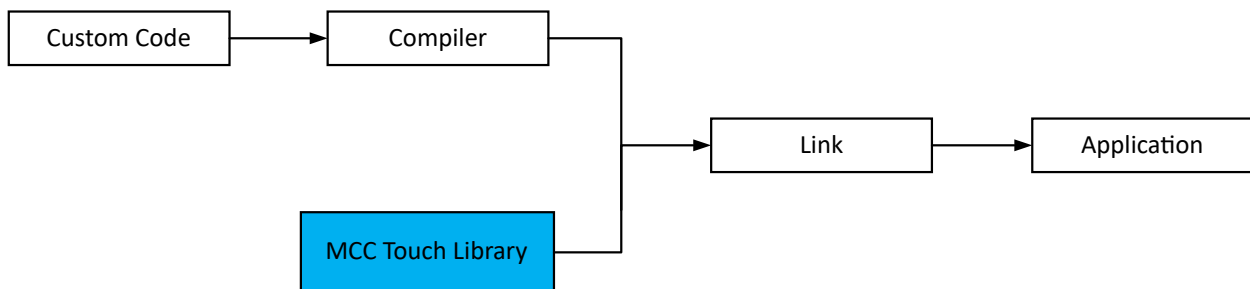 Custom Code
Compiler
Link
Application
MCC Touch Library